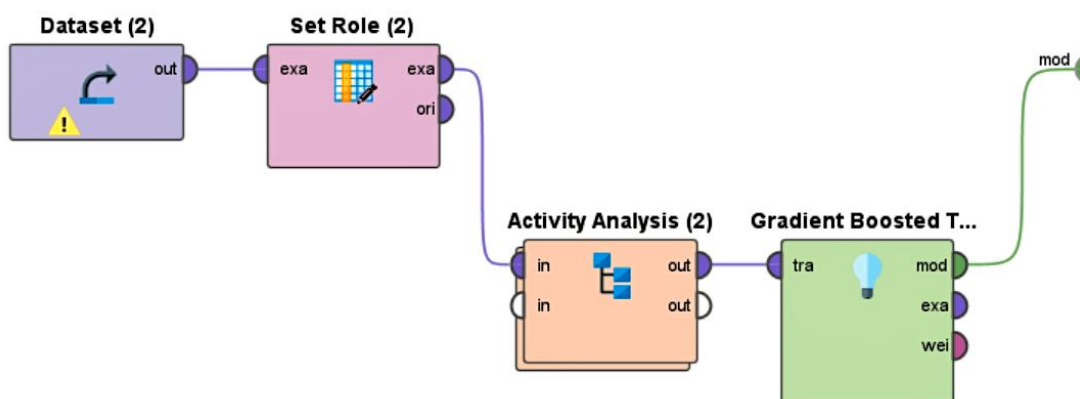 Dataset (2)
out
Set Role (2)
exa
exa
ori
Activity Analysis (2)
in
out
in
out
Gradient Boosted T...
tra
mod
exa
wei
mod